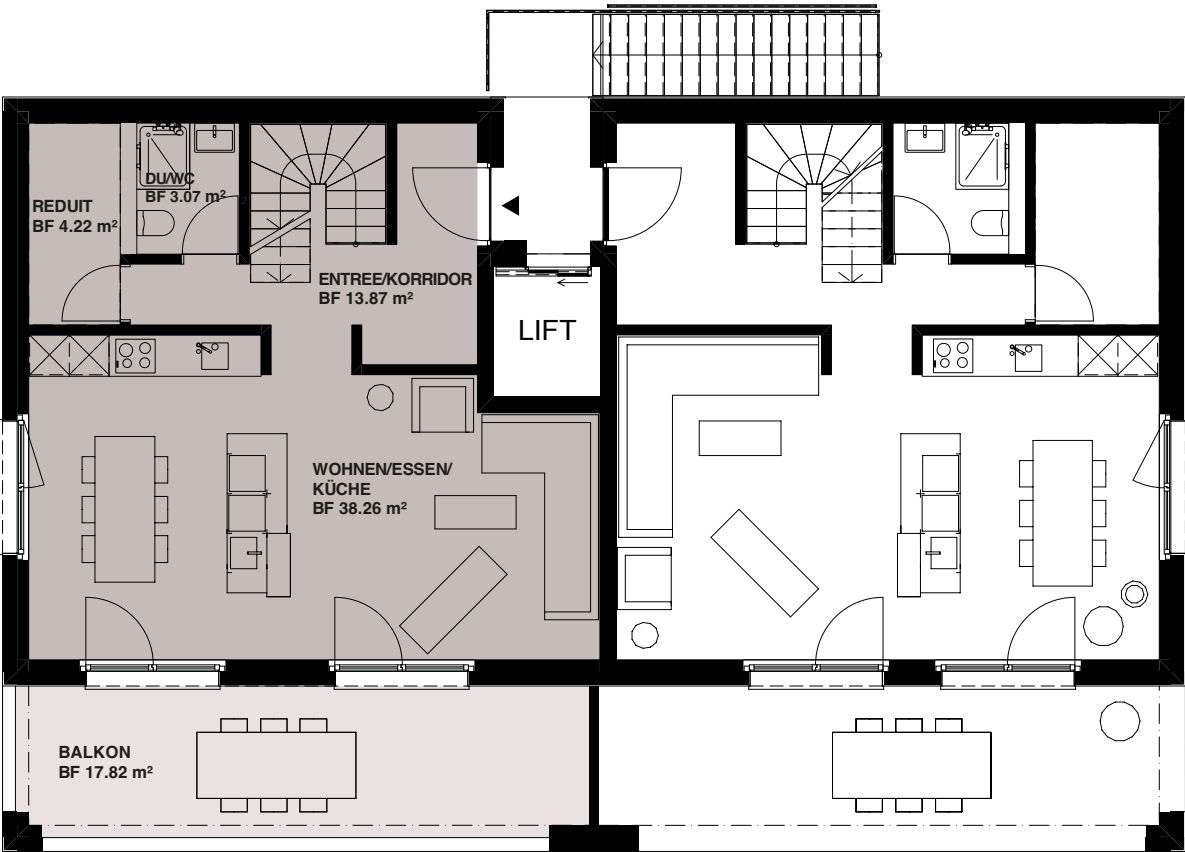 DU/WC
BF 3.07 m²
REDUIT
BF 4.22 m²
ENTREE/KORRIDOR
BF 13.87 m²
LIFT
WOHNEN/ESSEN/
KÜCHE
BF 38.26 m²
BALKON
BF 17.82 m²